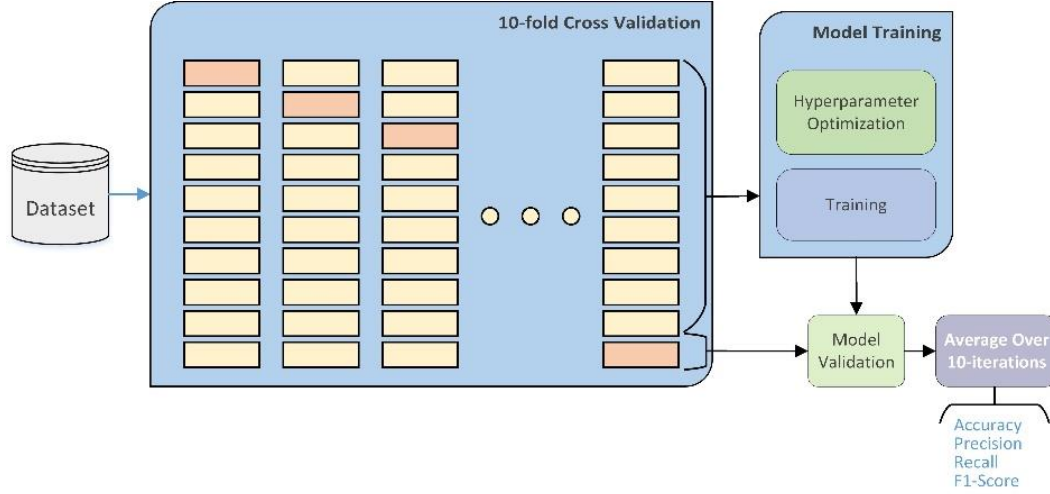 10-fold Cross Validation
Model Training
Hyperparameter
Optimization
Dataset
Training
Model
Validation
Average Over
10-iterations
Accuracy
Precision
Recall
F1-Score